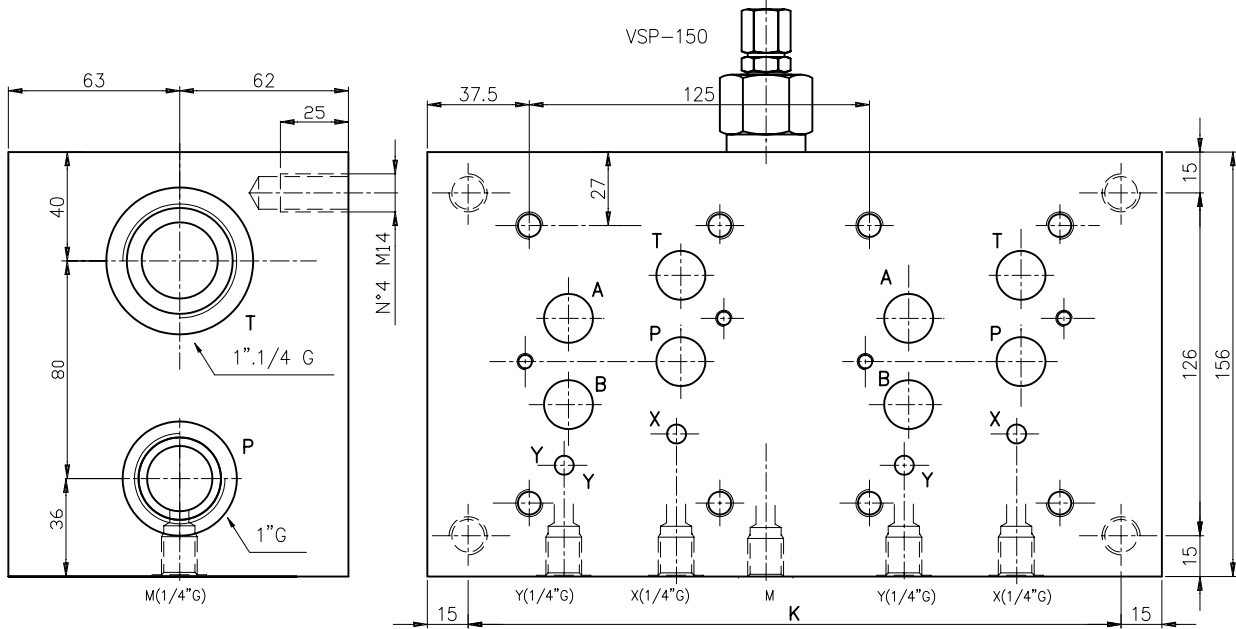 VSP-150
63
62
25
37.5
125
40
27
15
N°4 M14
T
T
T
A
A
1".1/4 G
P
P
80
126
156
B
B
P
X
X
Y
Y
Y
36
1"G
15
M(1/4"G)
Y(1/4"G)
X(1/4"G)
M
Y(1/4"G)
X(1/4"G)
15
K
15